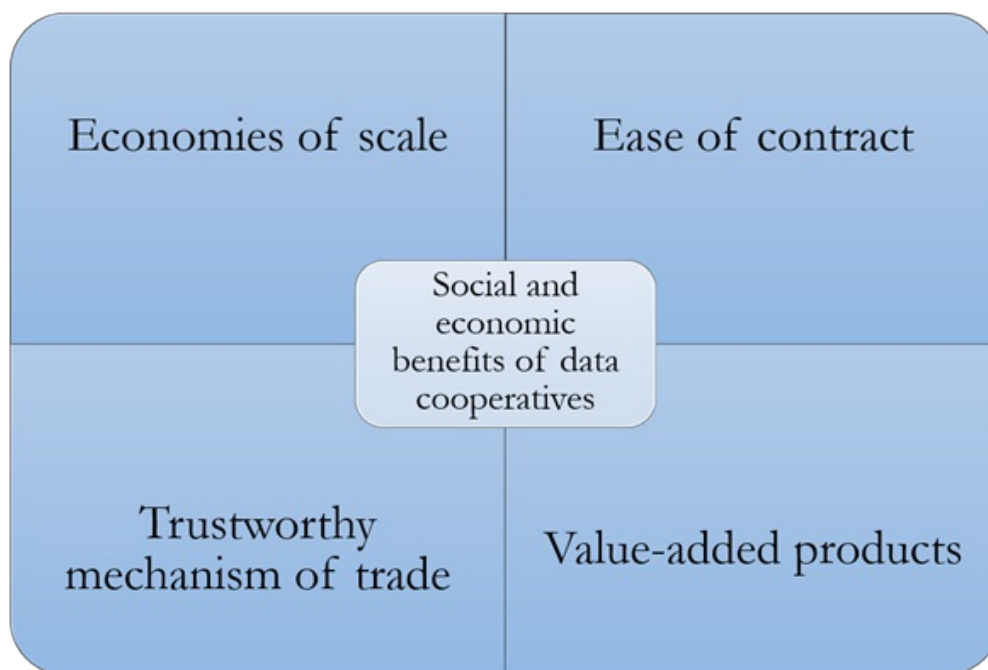 Economies of scale
Ease of contract
Social and
economic
benefits of data
cooperatives
Trustworthy
mechanism of trade
Value-added products